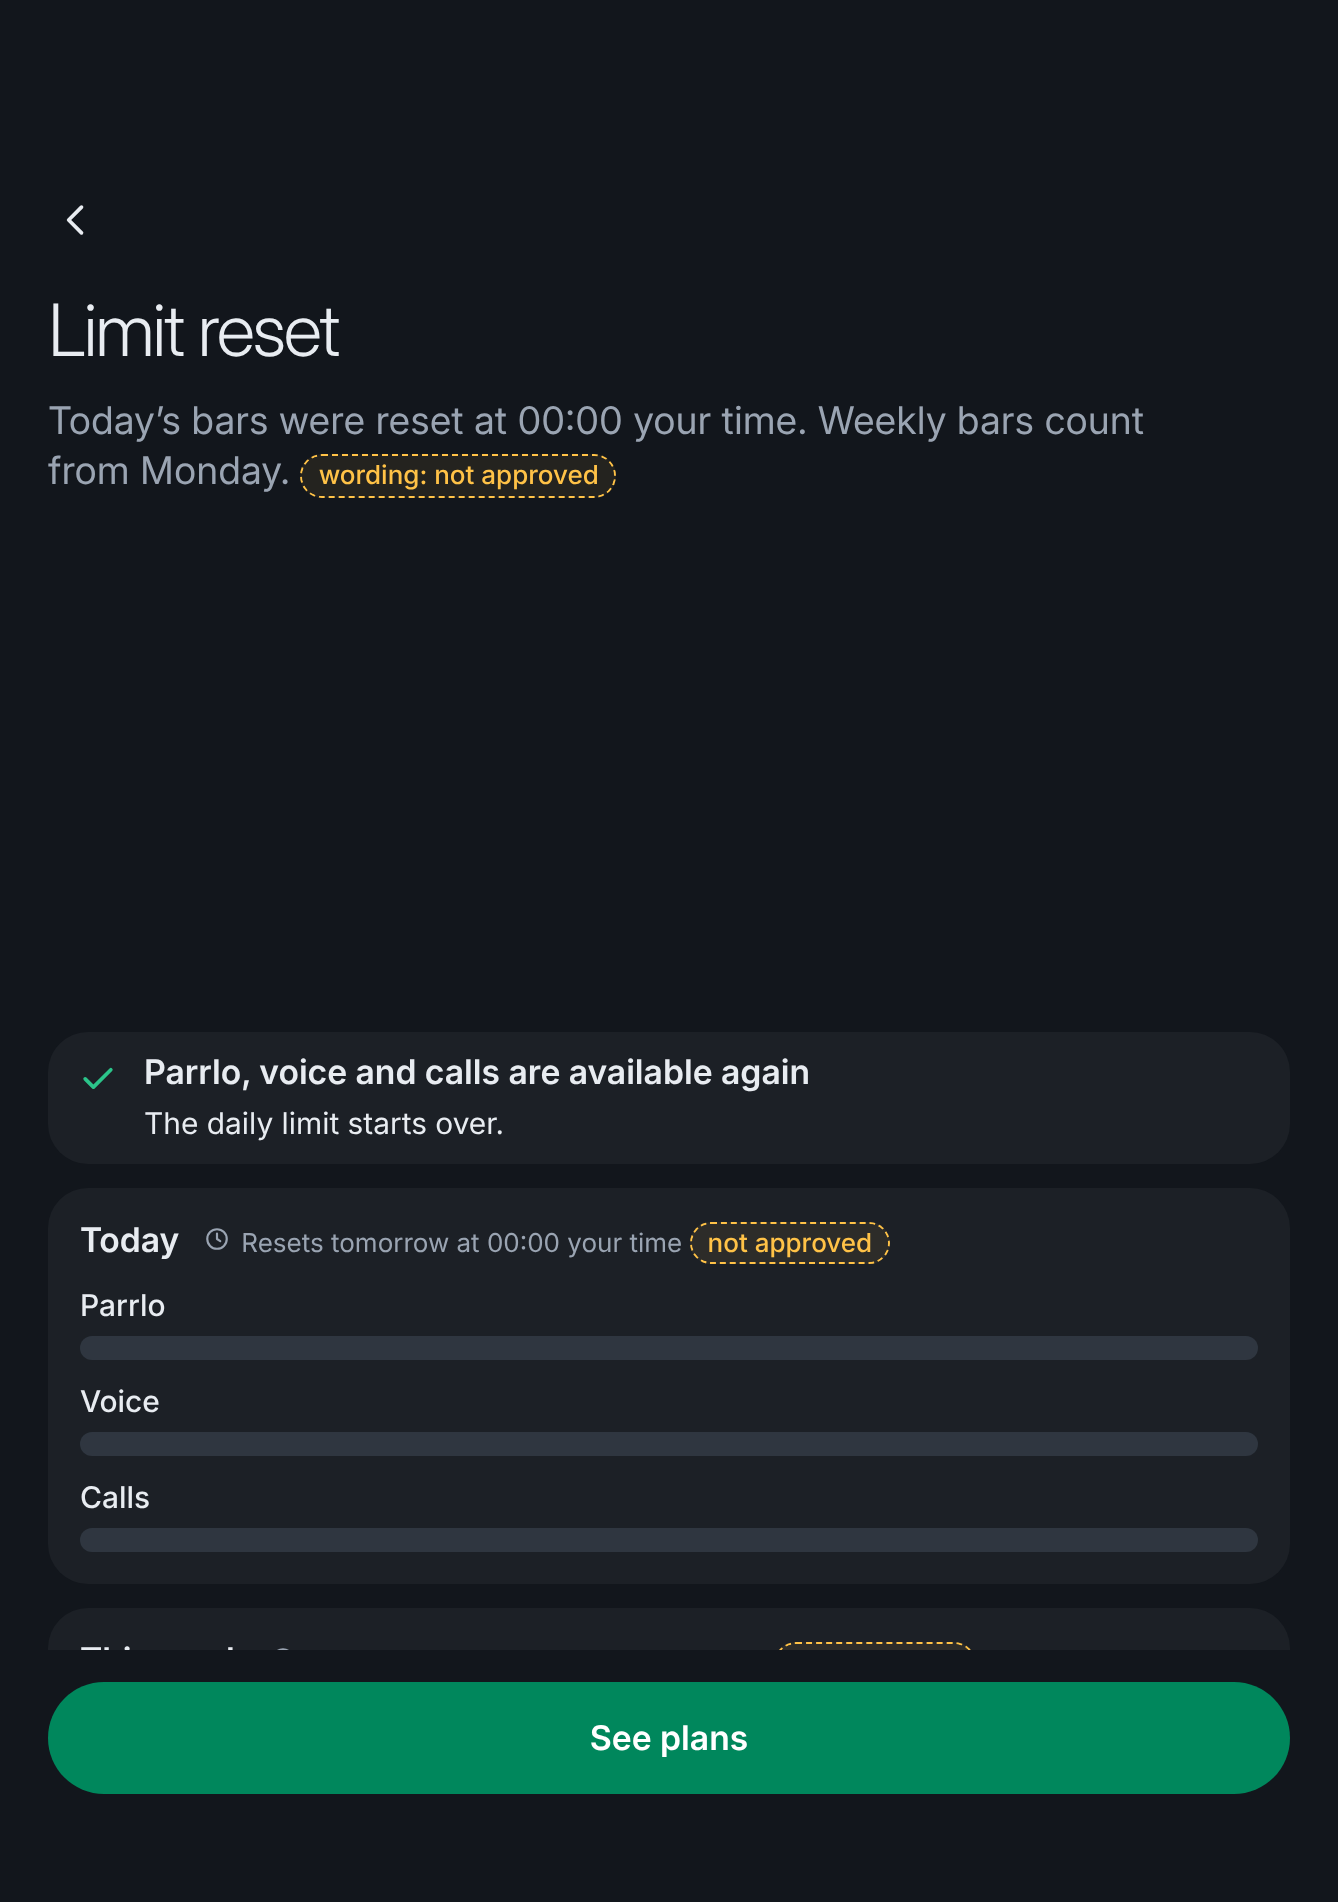 Limit reset
Today’s bars were reset at 00:00 your time. Weekly bars count
from Monday. wording: not approved
Parrlo, voice and calls are available again
The daily limit starts over.
Today Resets tomorrow at 00:00 your time not approved
Parrlo
Voice
Calls
See plans